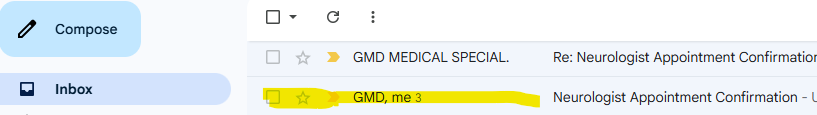 Compose
Inbox
GMD MEDICAL SPECIAL. Re: Neurologist Appointment Confirmation
GMD, me 3 Neurologist Appointment Confirmation - U